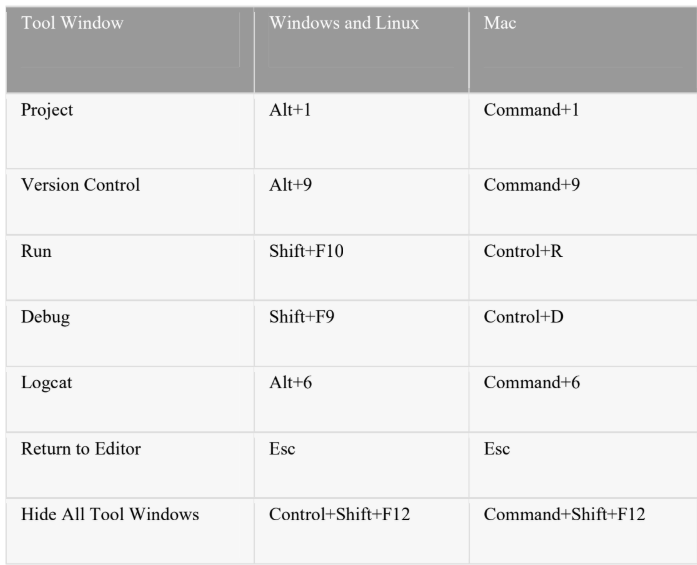 Tool Window Windows and Linux Mac
Project Alt+1 Command+1
Version Control Alt+9 Command+9
Run Shift+F10 Control+R
Debug Shift+F9 Control+D
Logcat Alt+6 Command+6
Return to Editor Esc Esc
Hide All Tool Windows Control+Shift+F12 Command+Shift+F12